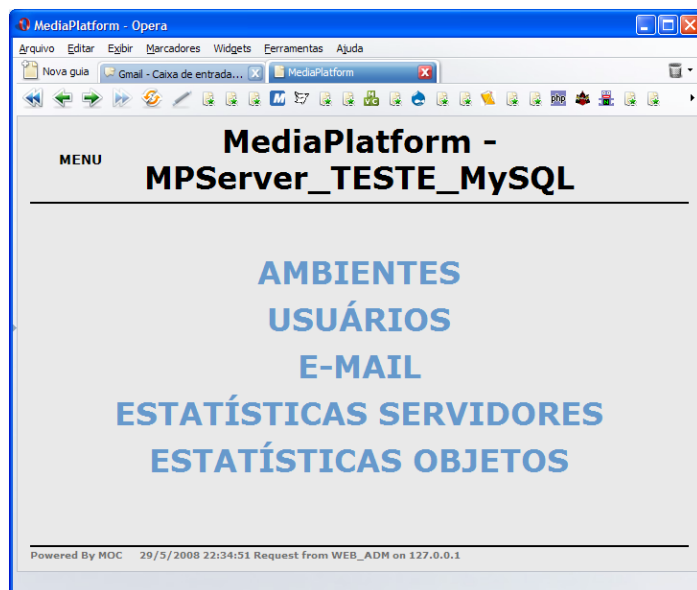 MediaPlatform - Opera
Arquivo Editar Exibir Marcadores Widgets Ferramentas Ajuda
Nova guia Gmail - Caixa de entrada... MediaPlatform
php
MENU
MediaPlatform -
MPServer_TESTE_MySQL
AMBIENTES
USUÁRIOS
E-MAIL
ESTATÍSTICAS SERVIDORES
ESTATÍSTICAS OBJETOS
Powered By MOC 29/5/2008 22:34:51 Request from WEB_ADM on 127.0.0.1